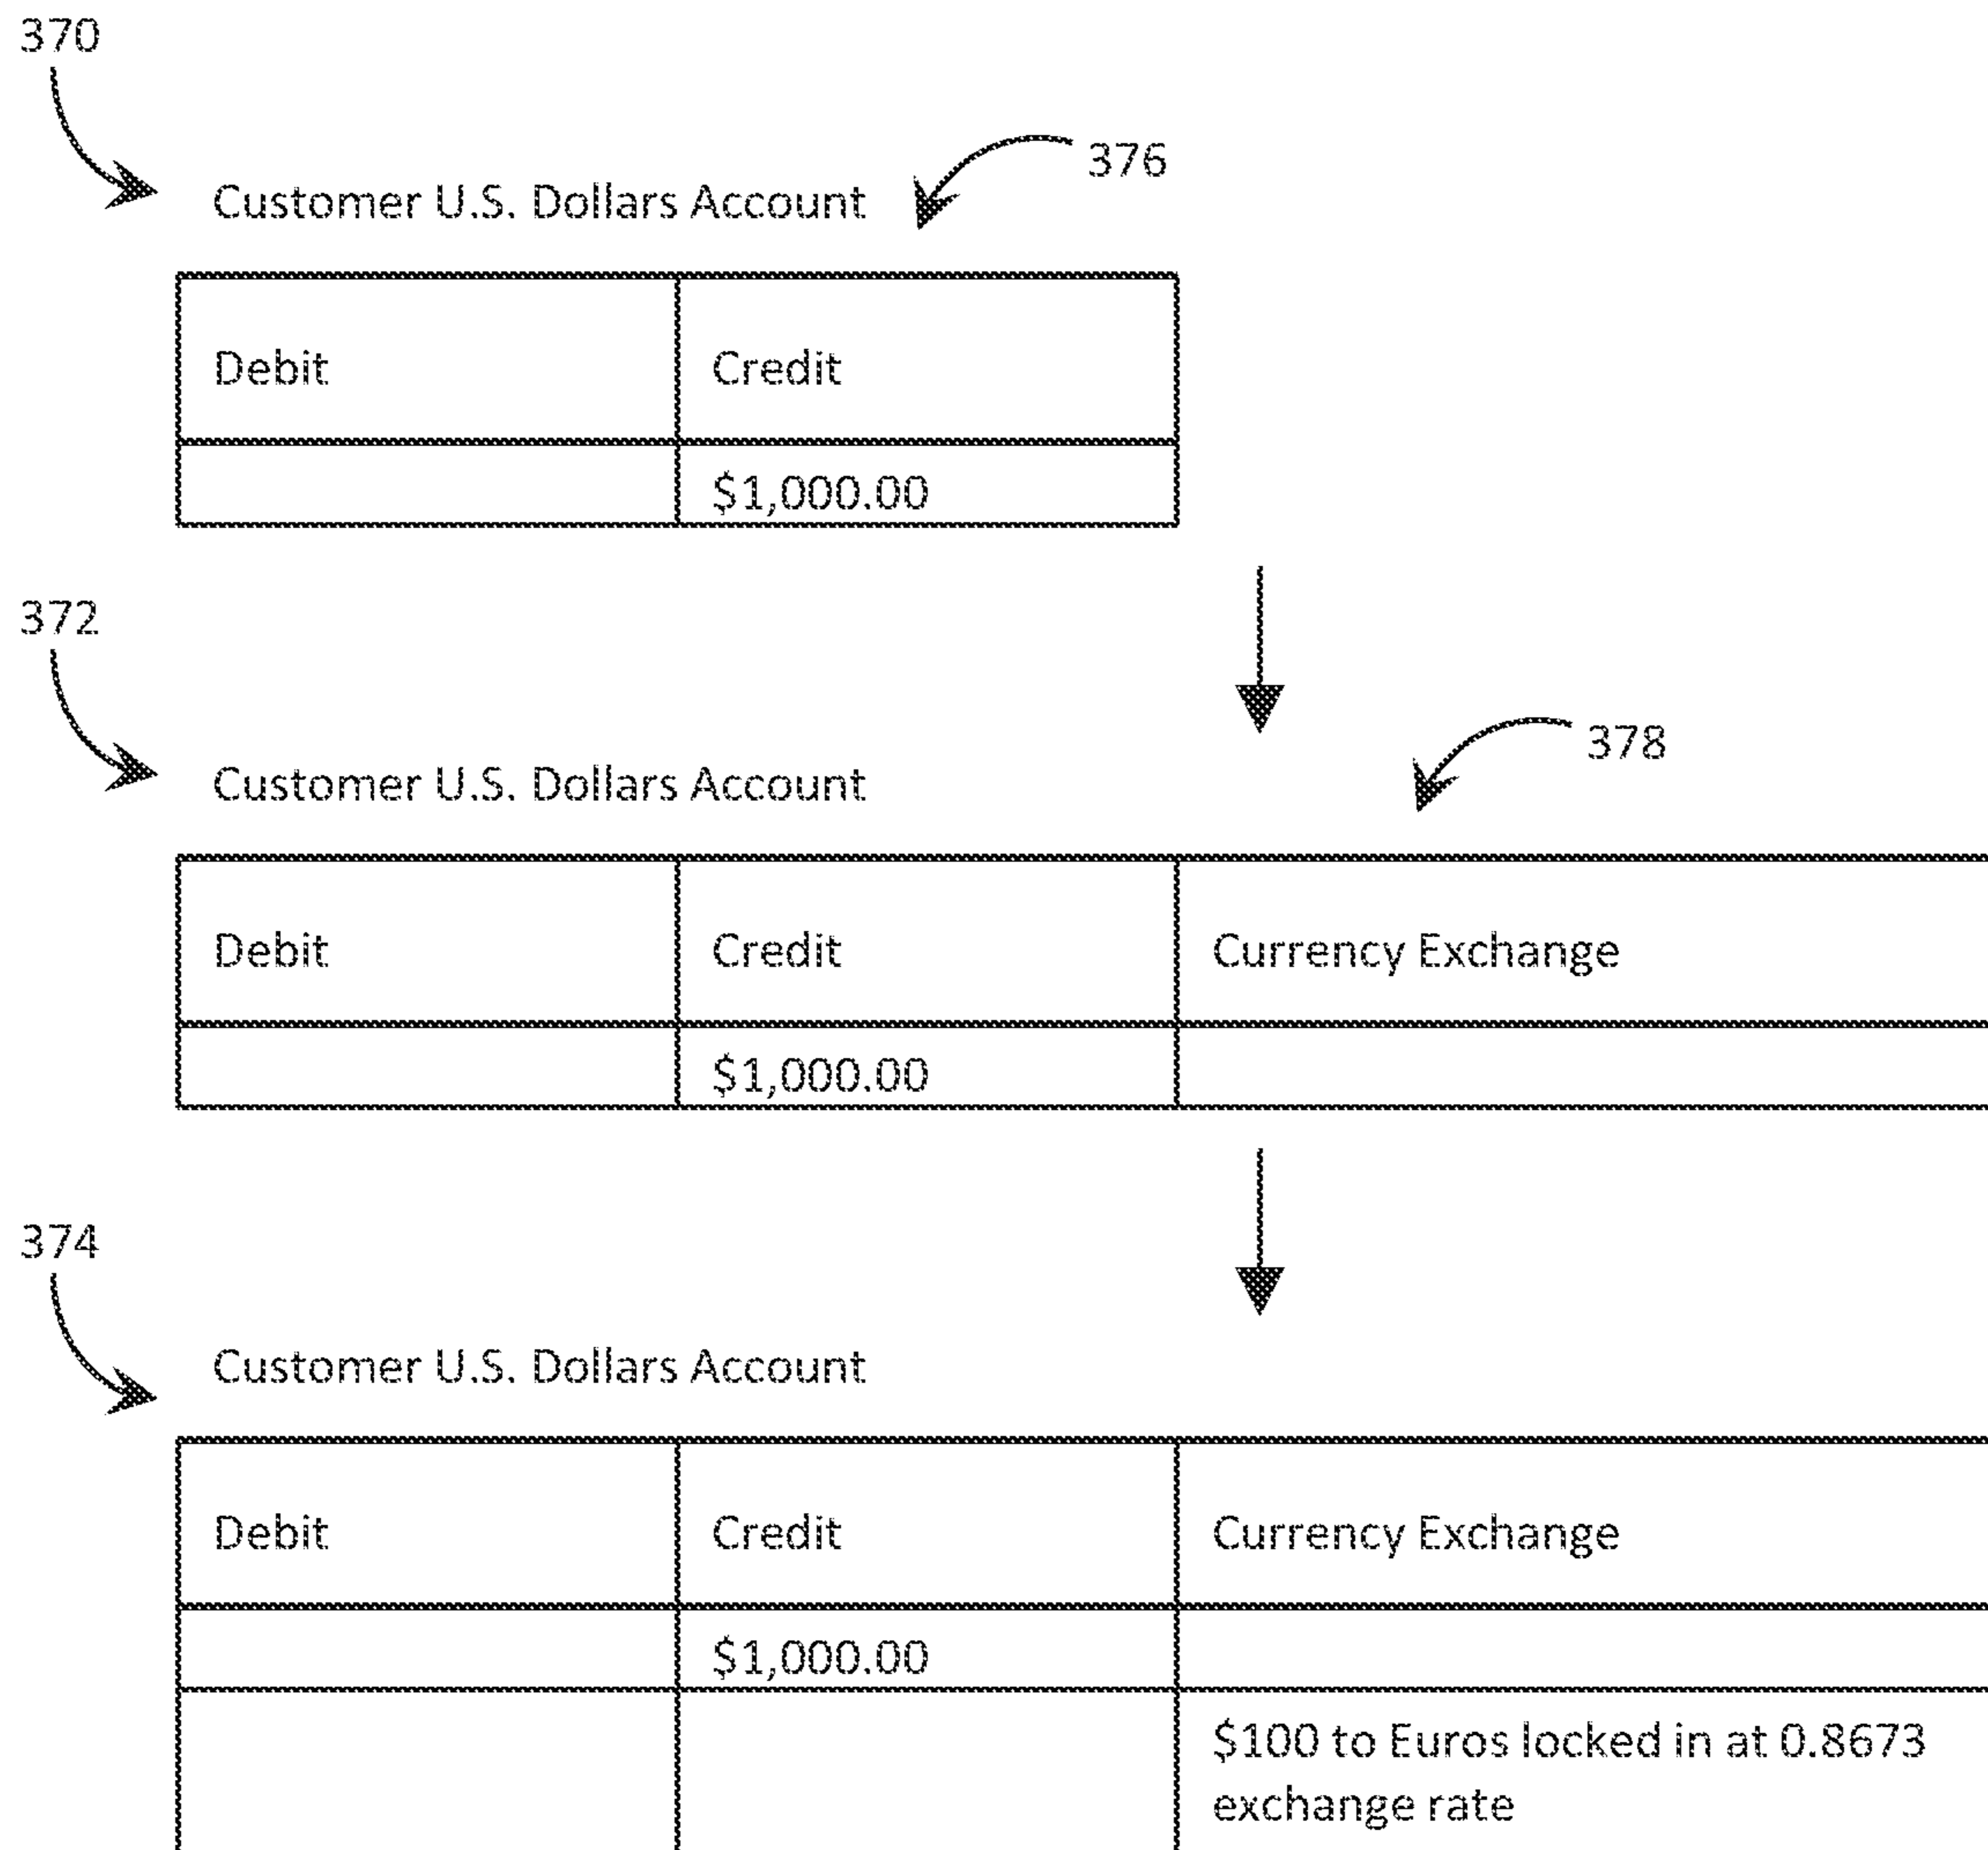 370
376
Customer U.S. Dollars Account
Debit Credit
$1,000.00
372
378
Customer U.S. Dollars Account
Debit Credit Currency Exchange
$1,000.00
374
Customer U.S. Dollars Account
Debit Credit Currency Exchange
$1,000.00
$100 to Euros locked in at 0.8673
exchange rate